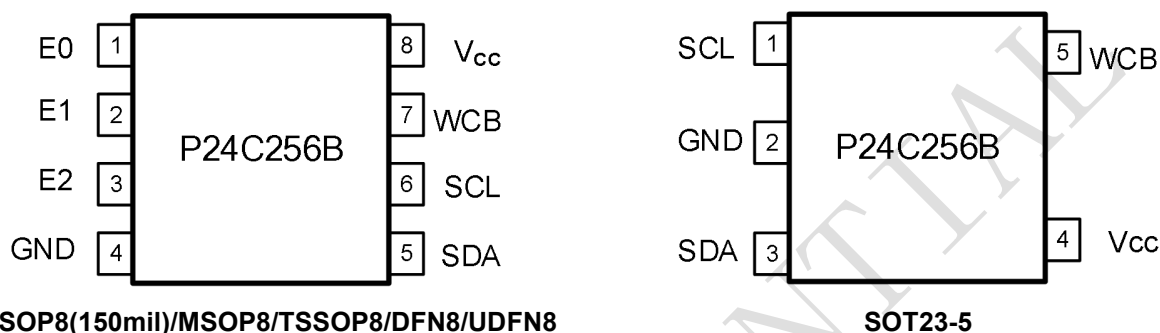 E0 1 8 Vcc
E1 2 7 WCB
P24C256B
E2 3 6 SCL
GND 4 5 SDA
SOP8(150mil)/MSOP8/TSSOP8/DFN8/UDFN8
SCL 1 5 WCB
GND 2 P24C256B
SDA 3 4 Vcc
SOT23-5
NTIAL